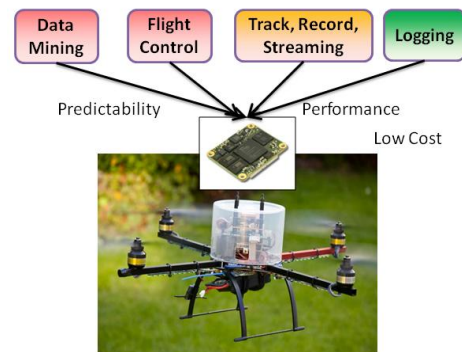 Data
Mining
Flight
Control
Track, Record,
Streaming
Logging
Predictability
Performance
Low Cost